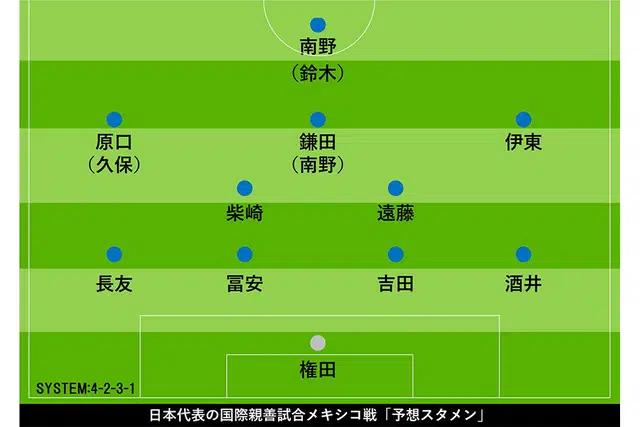 南野
（鈴木）
原口
（久保）
鎌田
（南野）
伊東
柴崎
遠藤
長友
冨安
吉田
酒井
権田
SYSTEM:4-2-3-1
日本代表の国際親善試合メキシコ戦「予想スタメン」